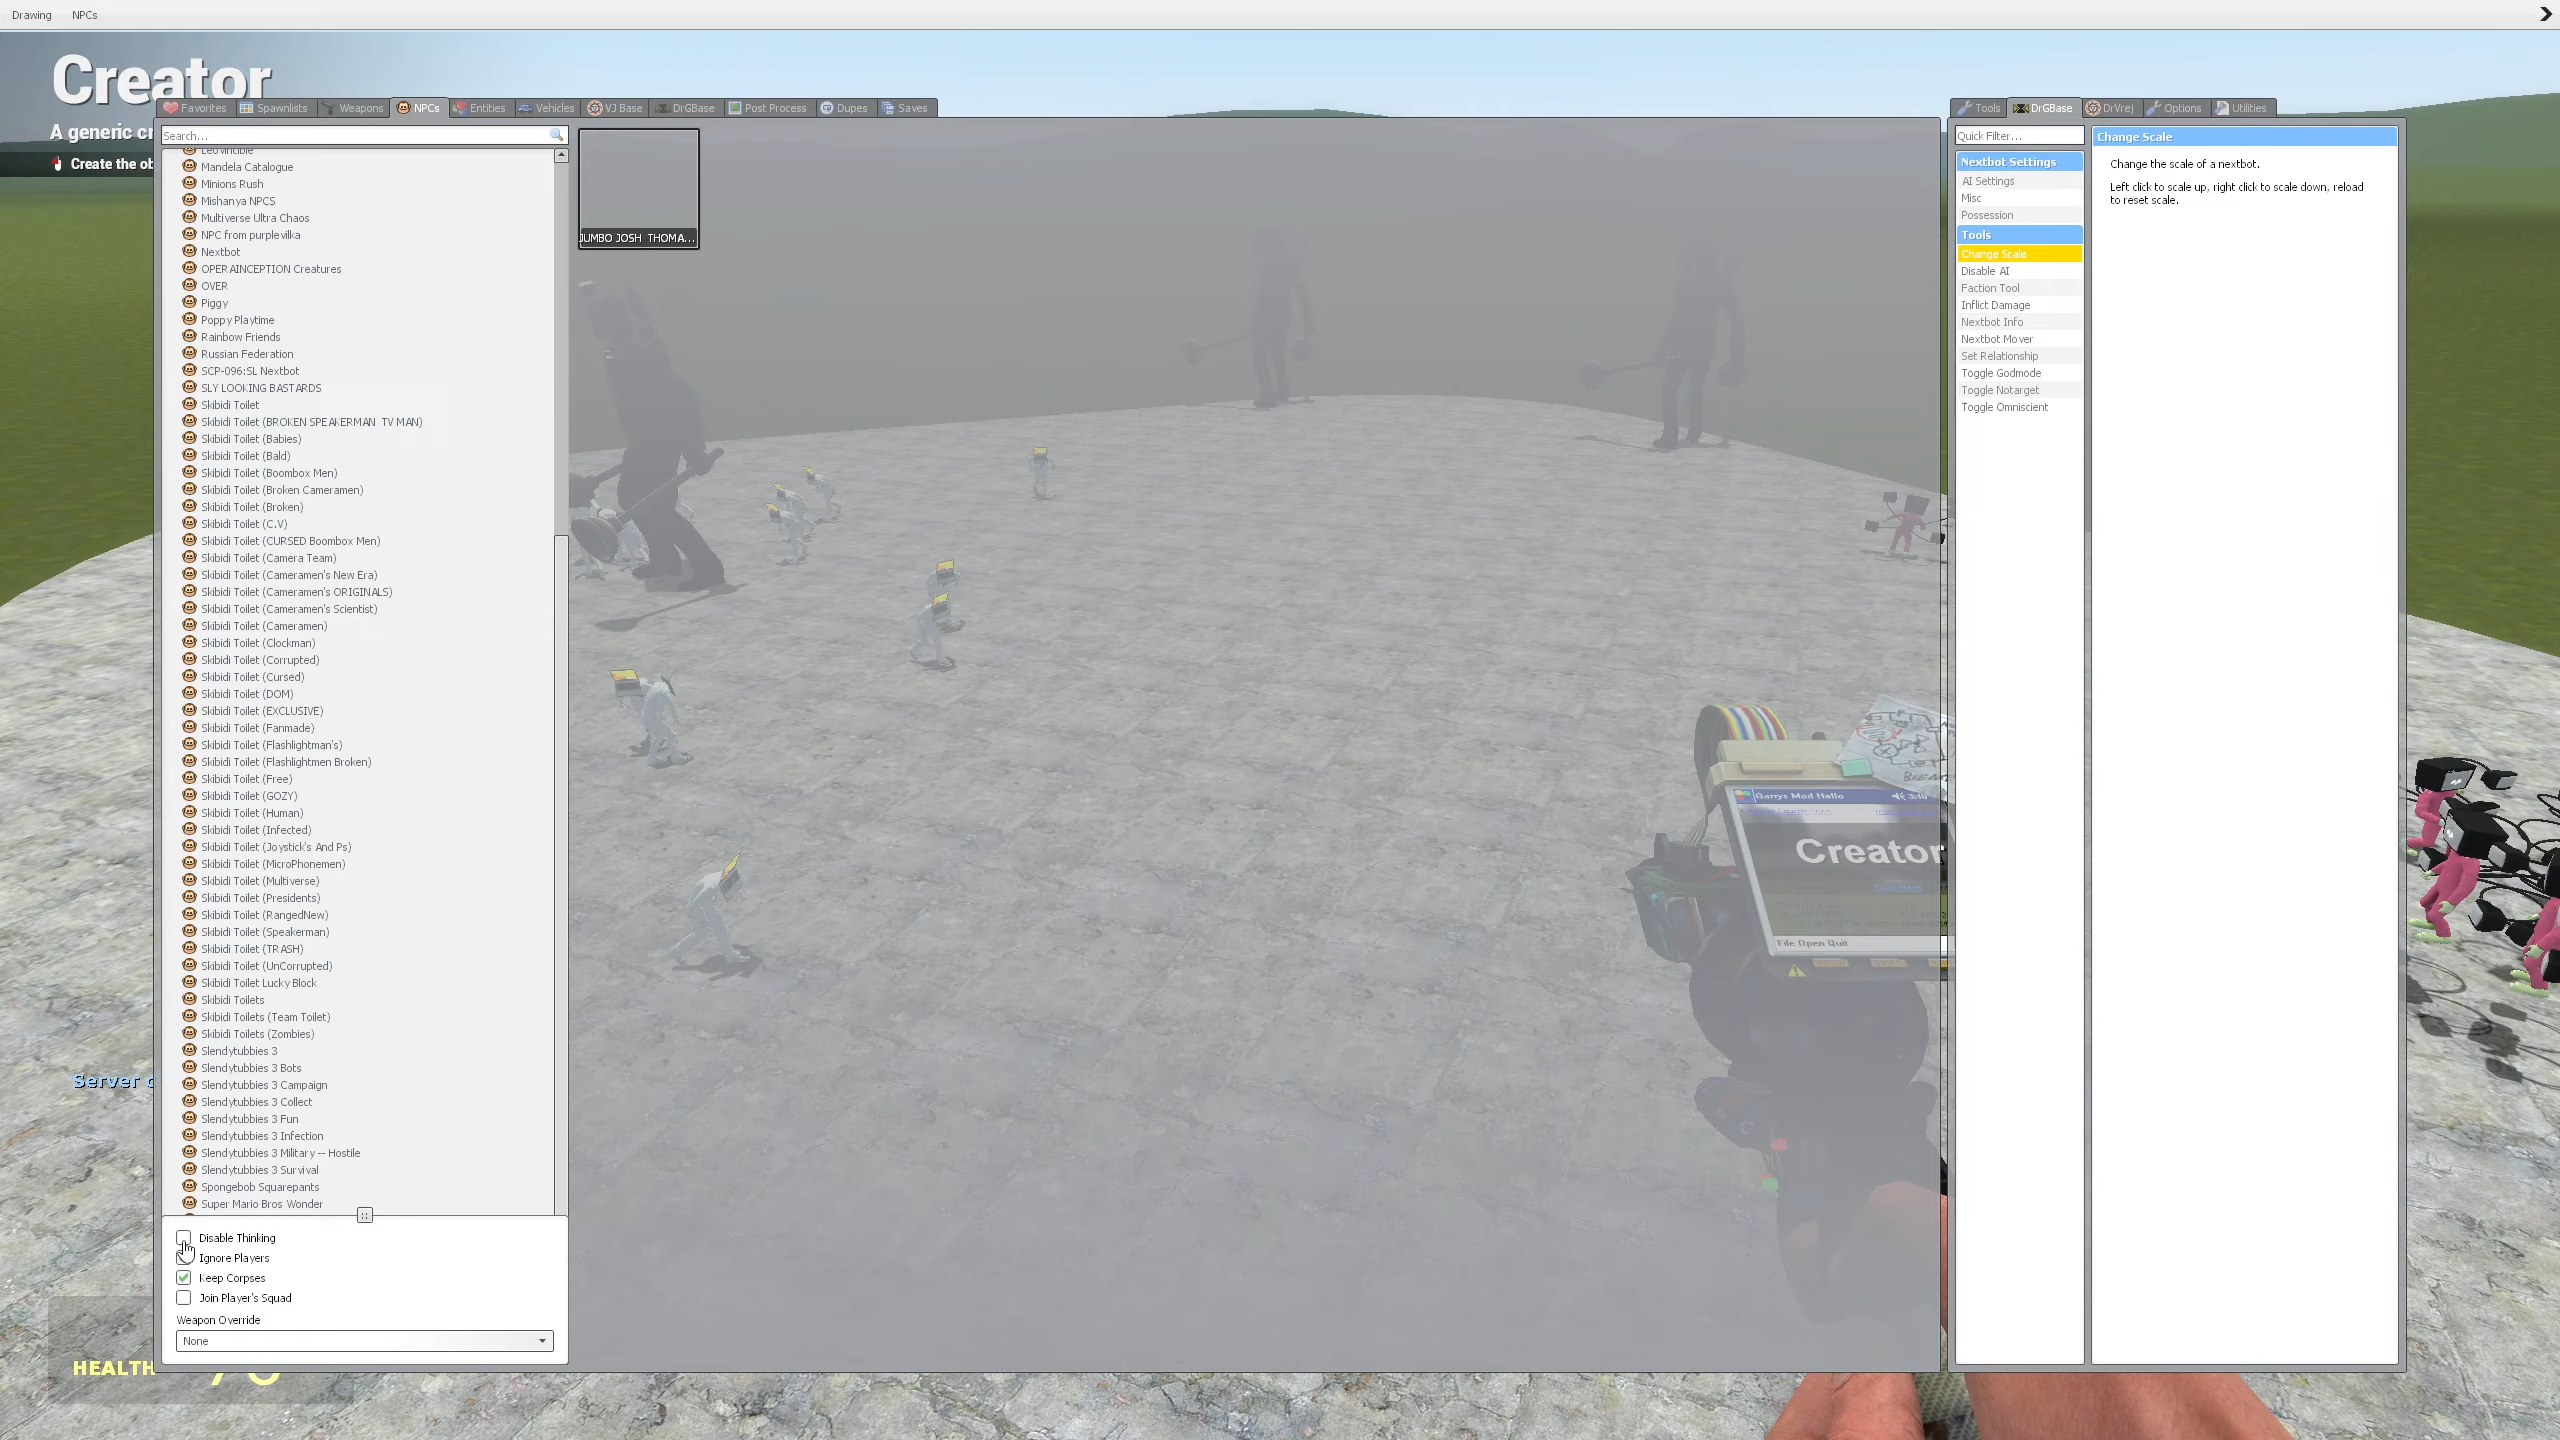 Drawing NPCs
Creator
A generic cr
Create the ob
Favorites Spawnlists Weapons NPCs Entities Vehicles VJ Base DrGBase Post Process Dupes Saves
Search...
Leovincible
Mandela Catalogue
Minions Rush
Mishanya NPCS
Multiverse Ultra Chaos
NPC from purplevilka
Nextbot
OPERAINCEPTION Creatures
OVER
Piggy
Poppy Playtime
Rainbow Friends
Russian Federation
SCP-096:SL Nextbot
SLY LOOKING BASTARDS
Skibidi Toilet
Skibidi Toilet (BROKEN SPEAKERMAN TV MAN)
Skibidi Toilet (Babies)
Skibidi Toilet (Bald)
Skibidi Toilet (Boombox Men)
Skibidi Toilet (Broken Cameramen)
Skibidi Toilet (Broken)
Skibidi Toilet (C.V)
Skibidi Toilet (CURSED Boombox Men)
Skibidi Toilet (Camera Team)
Skibidi Toilet (Cameramen's New Era)
Skibidi Toilet (Cameramen's ORIGINALS)
Skibidi Toilet (Cameramen's Scientist)
Skibidi Toilet (Cameramen)
Skibidi Toilet (Clockman)
Skibidi Toilet (Corrupted)
Skibidi Toilet (Cursed)
Skibidi Toilet (DOM)
Skibidi Toilet (EXCLUSIVE)
Skibidi Toilet (Fanmade)
Skibidi Toilet (Flashlightman's)
Skibidi Toilet (Flashlightmen Broken)
Skibidi Toilet (Free)
Skibidi Toilet (GOZY)
Skibidi Toilet (Human)
Skibidi Toilet (Infected)
Skibidi Toilet (Joystick's And Ps)
Skibidi Toilet (MicroPhonemen)
Skibidi Toilet (Multiverse)
Skibidi Toilet (Presidents)
Skibidi Toilet (RangedNew)
Skibidi Toilet (Speakerman)
Skibidi Toilet (TRASH)
Skibidi Toilet (UnCorrupted)
Skibidi Toilet Lucky Block
Skibidi Toilets
Skibidi Toilets (Team Toilet)
Skibidi Toilets (Zombies)
Slendytubbies 3
Slendytubbies 3 Bots
Slendytubbies 3 Campaign
Slendytubbies 3 Collect
Slendytubbies 3 Fun
Slendytubbies 3 Infection
Slendytubbies 3 Military -- Hostile
Slendytubbies 3 Survival
Spongebob Squarepants
Super Mario Bros Wonder
Disable Thinking
Ignore Players
Keep Corpses
Join Player's Squad
Weapon Override
None
JUMBO JOSH THOMA...
Server
HEALTH
Garrys Mod Hello
Creator
File Open Quit
Tools DrGBase DrVrej Options Utilities
Quick Filter...
Nextbot Settings
AI Settings
Misc
Possession
Tools
Change Scale
Disable AI
Faction Tool
Inflict Damage
Nextbot Info
Nextbot Mover
Set Relationship
Toggle Godmode
Toggle Notarget
Toggle Omniscient
Change Scale
Change the scale of a nextbot.
Left click to scale up, right click to scale down, reload
to reset scale.